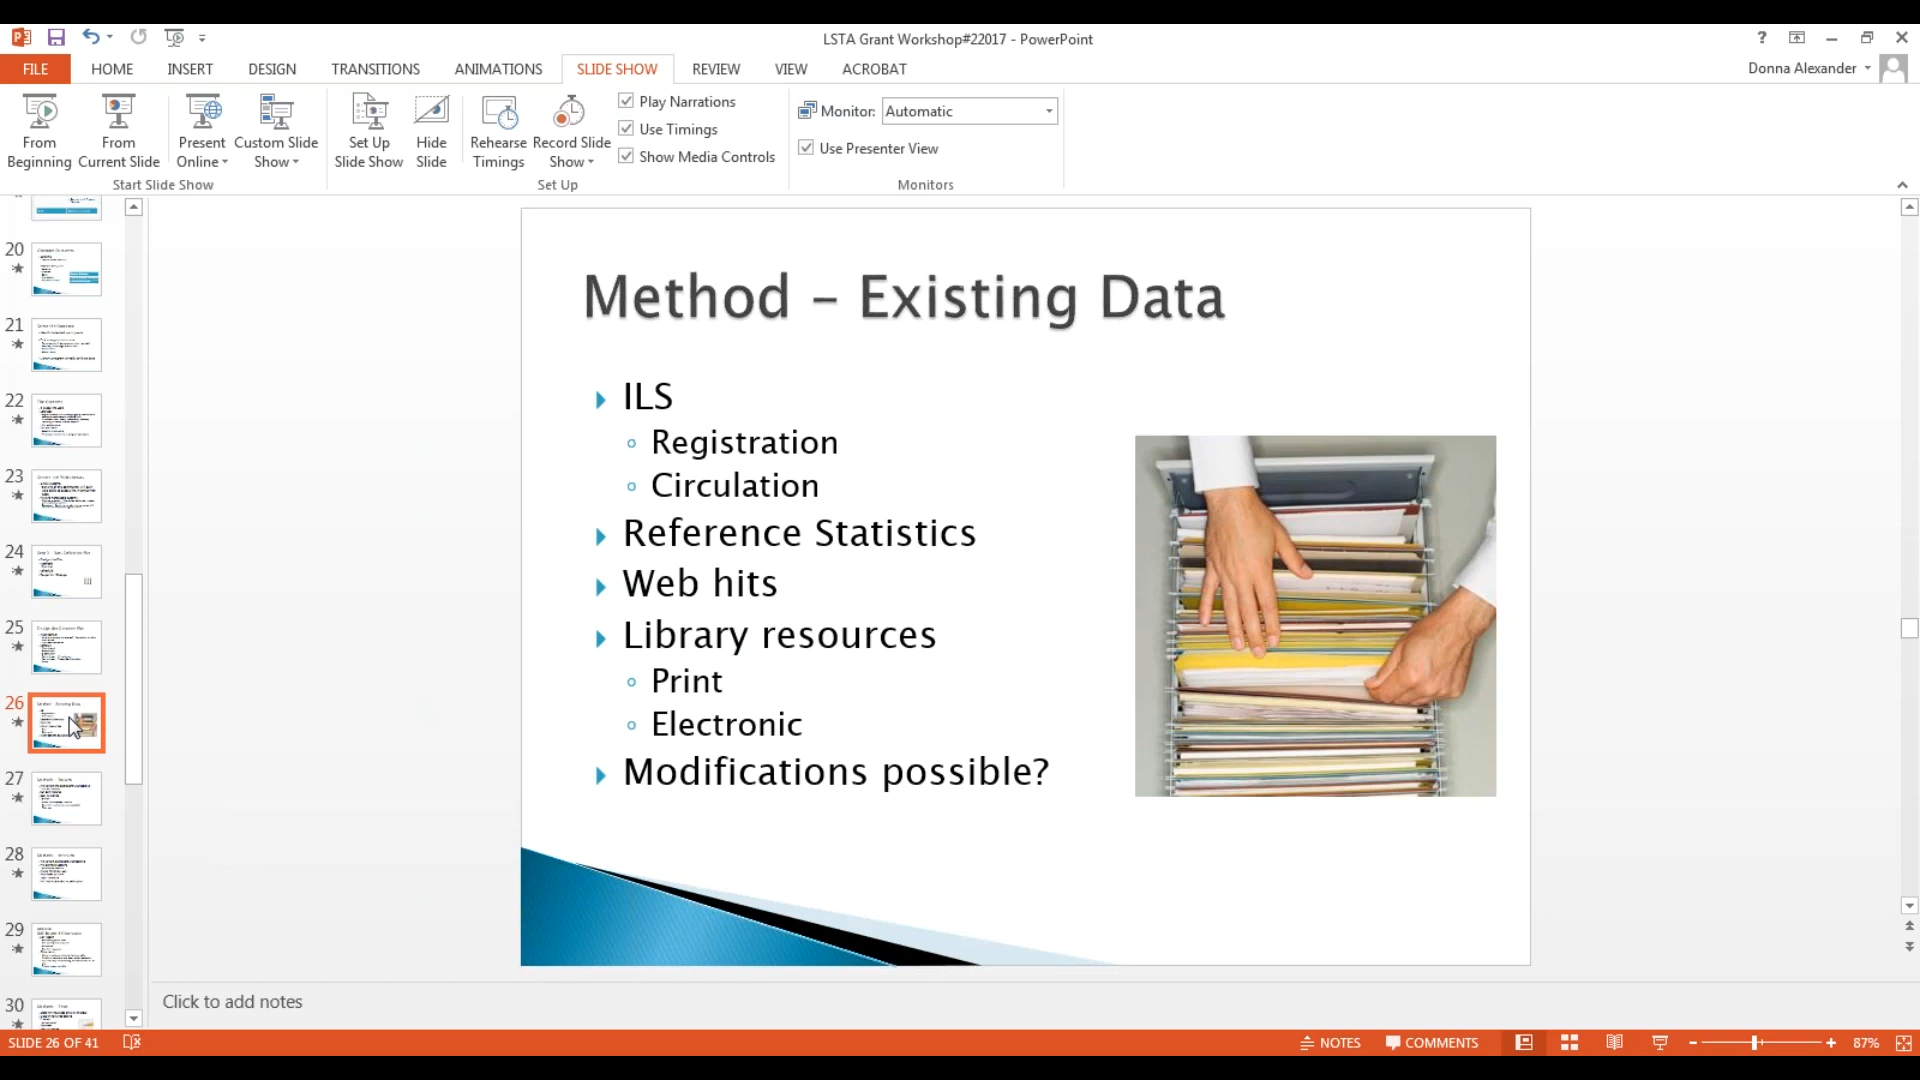 LSTA Grant Workshop#22017 - PowerPoint
?
FILE HOME INSERT DESIGN TRANSITIONS ANIMATIONS SLIDE SHOW REVIEW VIEW ACROBAT
Donna Alexander
From Beginning
From Current Slide
Present Online
Custom Slide Show
Start Slide Show
Set Up Slide Show
Hide Slide
Rehearse Timings
Record Slide Show
Play Narrations
Use Timings
Show Media Controls
Set Up
Monitor: Automatic
Use Presenter View
Monitors
20
21
22
23
24
25
26
27
28
29
30
Method – Existing Data
ILS
Registration
Circulation
Reference Statistics
Web hits
Library resources
Print
Electronic
Modifications possible?
Click to add notes
SLIDE 26 OF 41
NOTES COMMENTS 87%